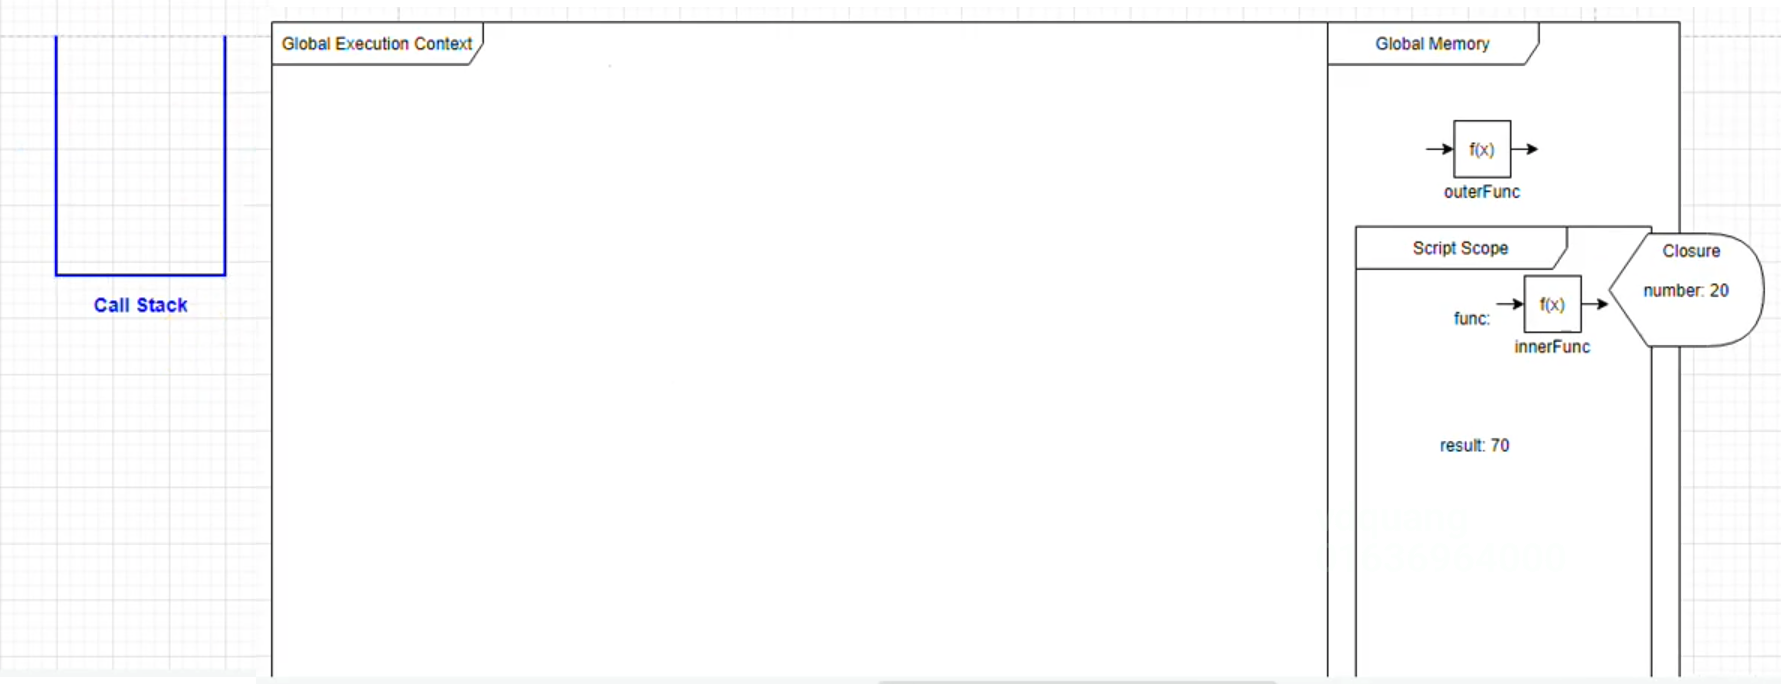 Global Execution Context
Global Memory
f(x)
outerFunc
Script Scope
Closure
number: 20
func:
f(x)
innerFunc
Call Stack
result: 70